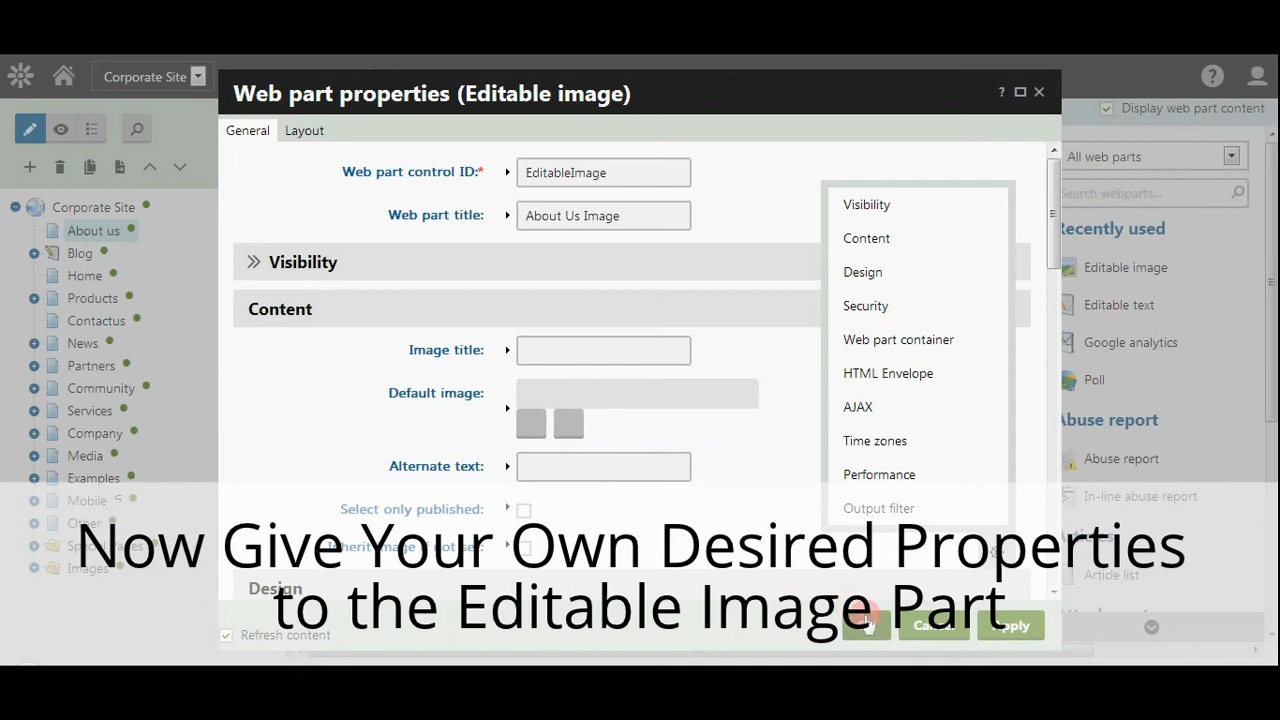 Corporate Site
Web part properties (Editable image)
?
Display web part content
General
Layout
Web part control ID:*
EditableImage
Web part title:
About Us Image
Visibility
Content
Image title:
Default image:
Alternate text:
Select only published:
Design
Visibility
Content
Design
Security
Web part container
HTML Envelope
AJAX
Time zones
Performance
Output filter
Corporate Site
About us
Blog
Home
Products
Contactus
News
Partners
Community
Services
Company
Media
Examples
Mobile
Other
Images
All web parts
Search webparts...
Recently used
Editable image
Editable text
Google analytics
Poll
Abuse report
Abuse report
In-line abuse report
Article list
Now Give Your Own Desired Properties
to the Editable Image Part
Refresh content
Apply